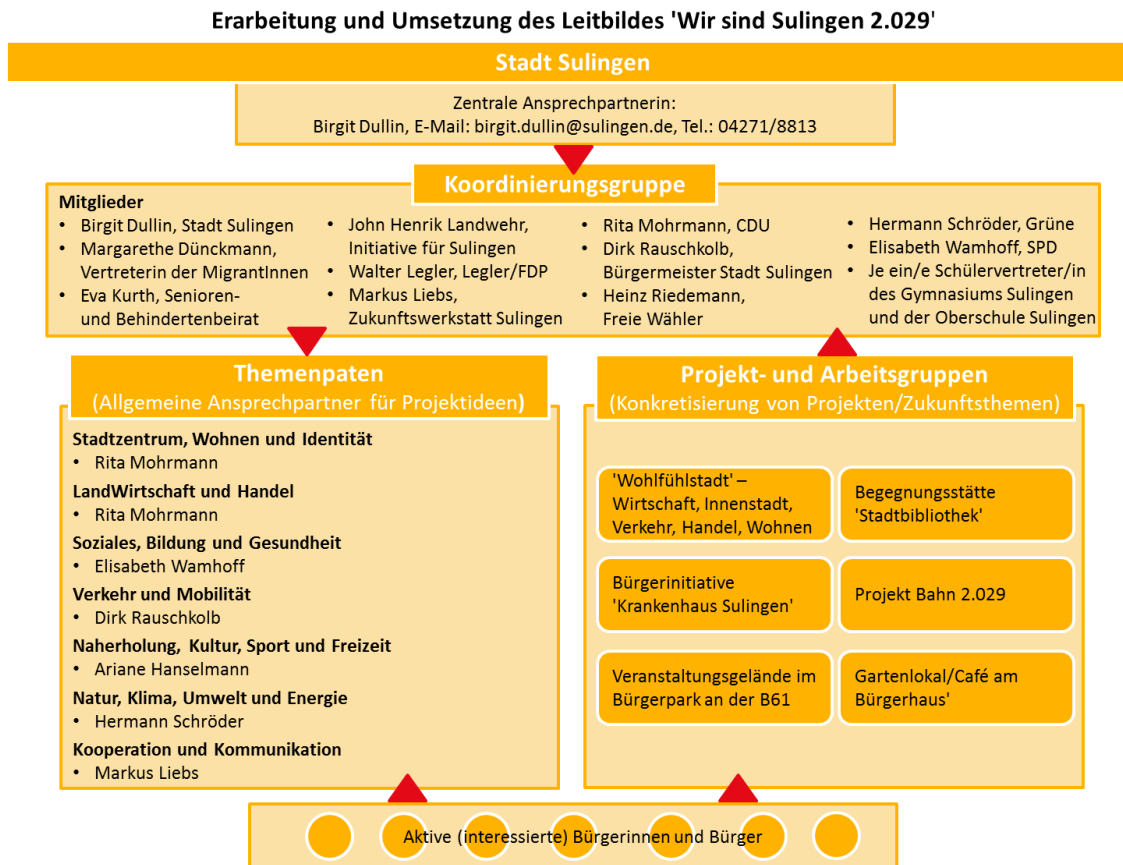 Erarbeitung und Umsetzung des Leitbildes 'Wir sind Sulingen 2.029'
Stadt Sulingen
Zentrale Ansprechpartnerin:
Birgit Dullin, E-Mail: birgit.dullin@sulingen.de, Tel.: 04271/8813
Koordinierungsgruppe
Mitglieder
• Birgit Dullin, Stadt Sulingen
• Margarethe Dünckmann,
Vertreterin der MigrantInnen
• Eva Kurth, Senioren-
und Behindertenbeirat
• John Henrik Landwehr,
Initiative für Sulingen
• Walter Legler, Legler/FDP
• Markus Liebs,
Zukunftswerkstatt Sulingen
• Rita Mohrmann, CDU
• Dirk Rauschkolb,
Bürgermeister Stadt Sulingen
• Heinz Riedemann,
Freie Wähler
• Hermann Schröder, Grüne
• Elisabeth Wamhoff, SPD
• Je ein/e Schülervertreter/in
des Gymnasiums Sulingen
und der Oberschule Sulingen
Themenpaten
(Allgemeine Ansprechpartner für Projektideen)
Stadtzentrum, Wohnen und Identität
• Rita Mohrmann
LandWirtschaft und Handel
• Rita Mohrmann
Soziales, Bildung und Gesundheit
• Elisabeth Wamhoff
Verkehr und Mobilität
• Dirk Rauschkolb
Naherholung, Kultur, Sport und Freizeit
• Ariane Hanselmann
Natur, Klima, Umwelt und Energie
• Hermann Schröder
Kooperation und Kommunikation
• Markus Liebs
Projekt- und Arbeitsgruppen
(Konkretisierung von Projekten/Zukunftsthemen)
'Wohlfühlstadt' –
Wirtschaft, Innenstadt,
Verkehr, Handel, Wohnen
Begegnungsstätte
'Stadtbibliothek'
Bürgerinitiative
'Krankenhaus Sulingen'
Projekt Bahn 2.029
Veranstaltungsgelände im
Bürgerpark an der B61
Gartenlokal/Café am
Bürgerhaus'
Aktive (interessierte) Bürgerinnen und Bürger